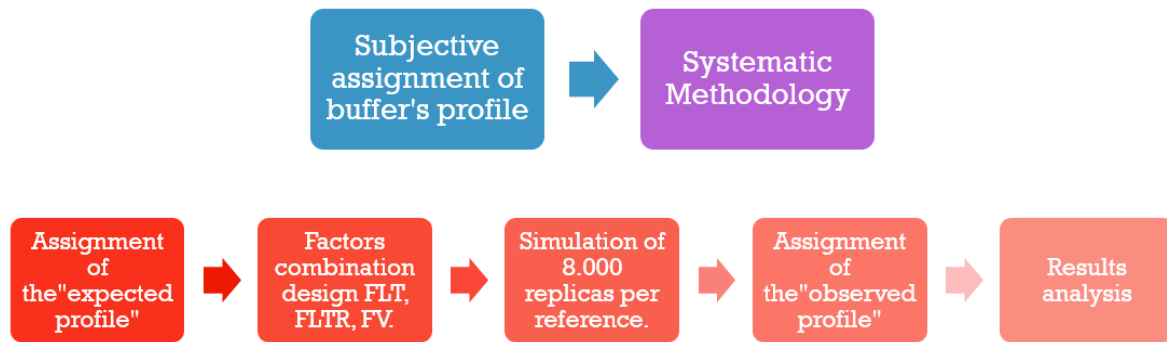 Subjective
assignment of
buffer's profile
Systematic
Methodology
Assignment
of
the"expected
profile"
Factors
combination
design FLT,
FLTR, FV.
Simulation of
8.000
replicas per
reference.
Assignment
of
the"observed
profile"
Results
analysis